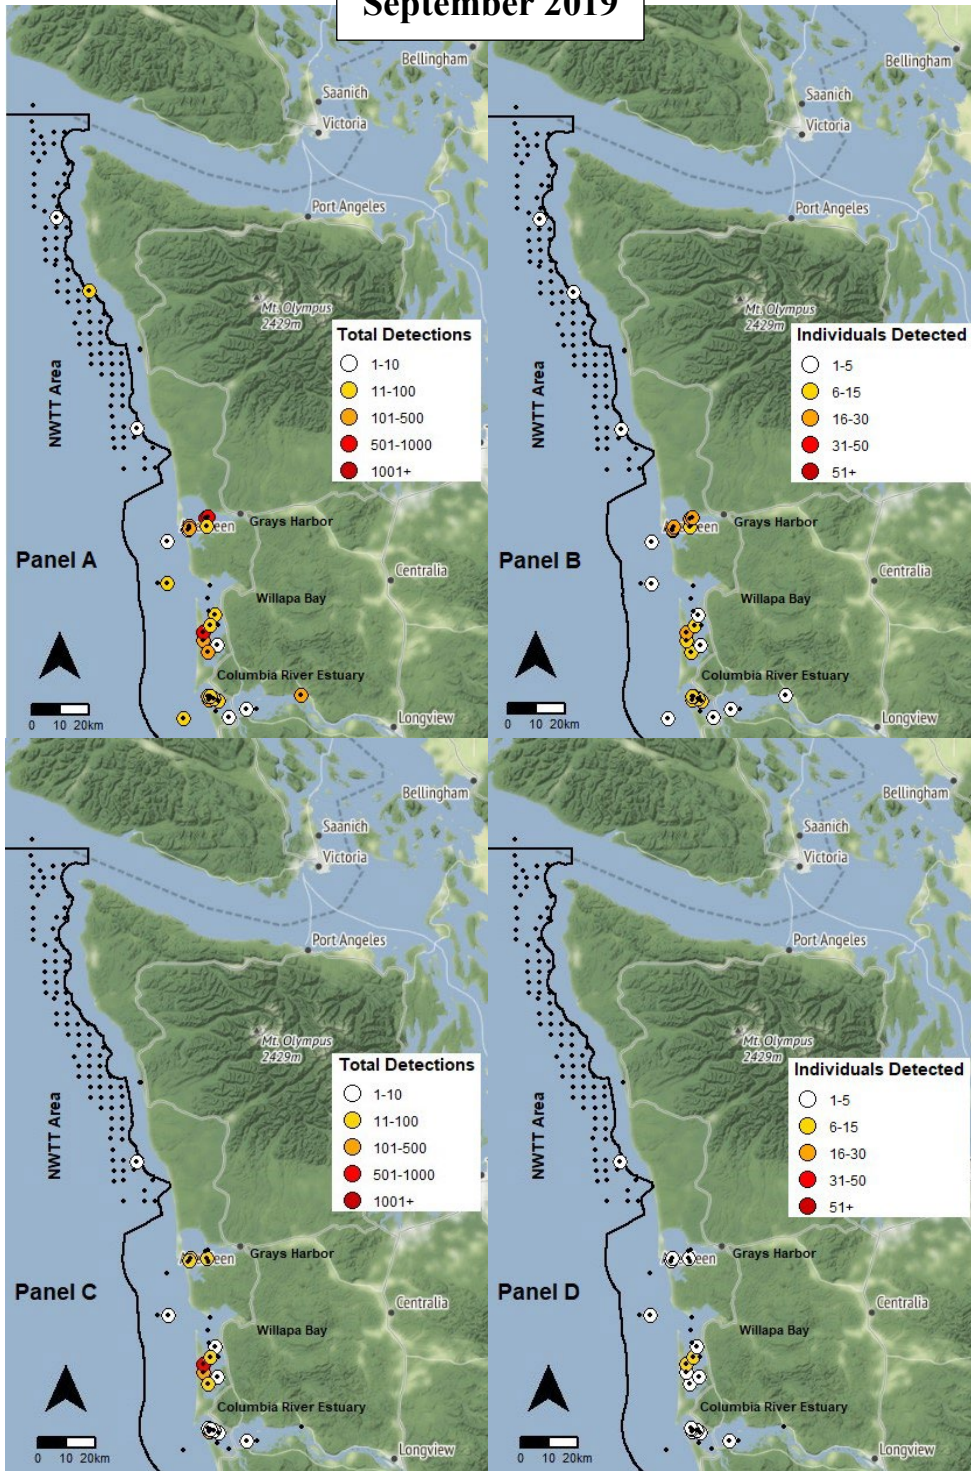 September 2019
Bellingham
Saanich
Victoria
Port Angeles
Mt. Olympus
2429m
Total Detections
1-10
11-100
101-500
501-1000
1001+
NWTT Area
Grays Harbor
Panel A
Centralia
Willapa Bay
Columbia River Estuary
0 10 20km
Longview
Bellingham
Saanich
Victoria
Port Angeles
Mt. Olympus
2429m
Individuals Detected
1-5
6-15
16-30
31-50
51+
NWTT Area
Grays Harbor
Panel B
Centralia
Willapa Bay
Columbia River Estuary
0 10 20km
Longview
Bellingham
Saanich
Victoria
Port Angeles
Mt. Olympus
2429m
Total Detections
1-10
11-100
101-500
501-1000
1001+
NWTT Area
Grays Harbor
Panel C
Centralia
Willapa Bay
Columbia River Estuary
0 10 20km
Longview
Bellingham
Saanich
Victoria
Port Angeles
Mt. Olympus
2429m
Individuals Detected
1-5
6-15
16-30
31-50
51+
NWTT Area
Grays Harbor
Panel D
Centralia
Willapa Bay
Columbia River Estuary
0 10 20km
Longview